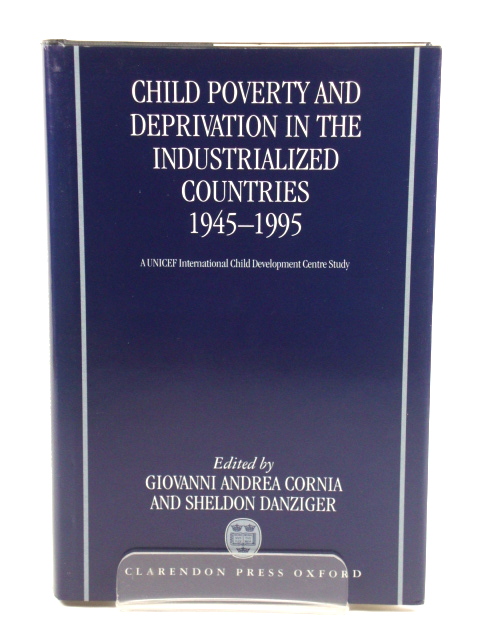 CHILD POVERTY AND
DEPRIVATION IN THE
INDUSTRIALIZED
COUNTRIES
1945–1995
A UNICEF International Child Development Centre Study
Edited by
GIOVANNI ANDREA CORNIA
AND SHELDON DANZIGER
CLARENDON PRESS OXFORD